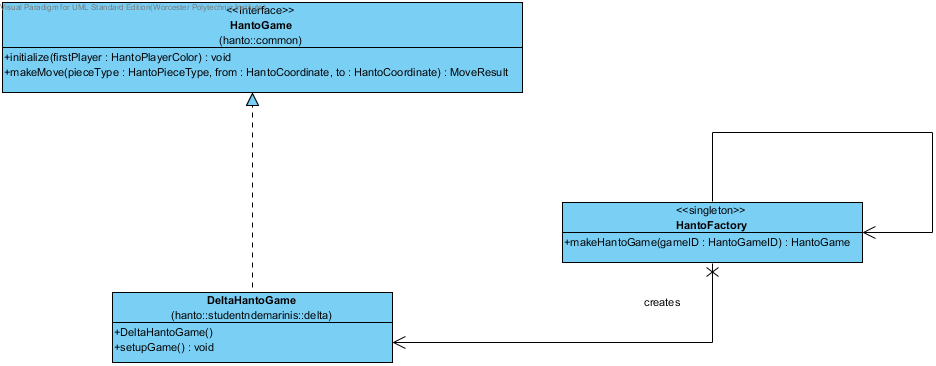 Visual Paradigm for UML Standard Edition(Worcester Polytechnic
<<interface>>
HantoGame
(hanto::common)
+initialize(firstPlayer : HantoPlayerColor) : void
+makeMove(pieceType : HantoPieceType, from : HantoCoordinate, to : HantoCoordinate) : MoveResult
<<singleton>>
HantoFactory
+makeHantoGame(gameID : HantoGameID) : HantoGame
creates
DeltaHantoGame
(hanto::studentndemarinis::delta)
+DeltaHantoGame()
+setupGame() : void